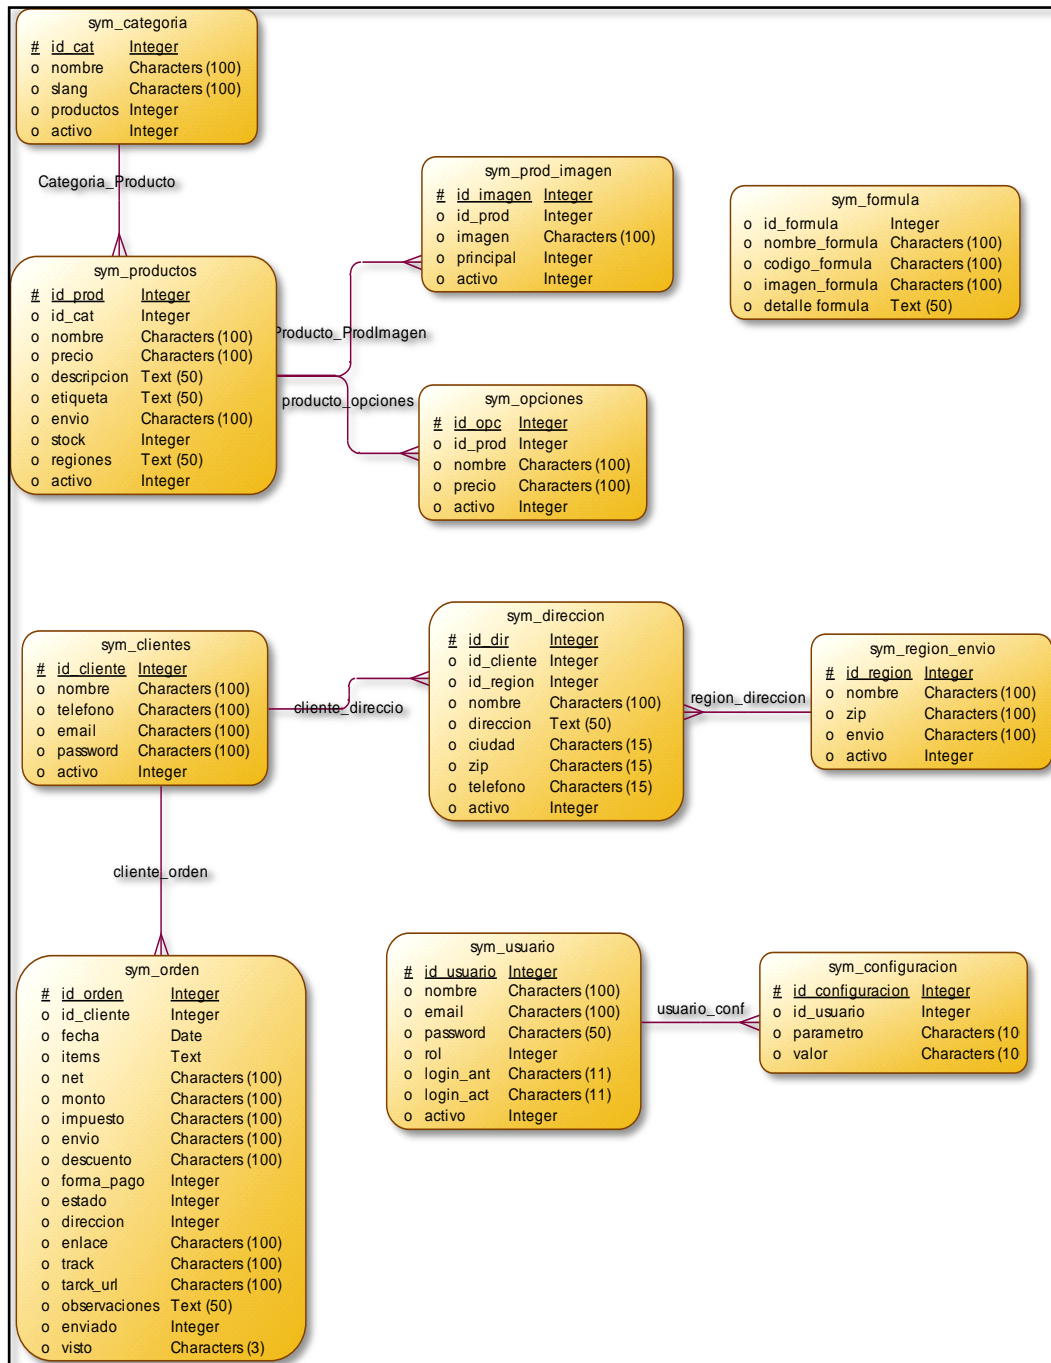 sym_categoria
# id_cat Integer
o nombre Characters (100)
o slang Characters (100)
o productos Integer
o activo Integer
Categoria_Producto
sym_productos
# id_prod Integer
o id_cat Integer
o nombre Characters (100)
o precio Characters (100)
o descripcion Text (50)
o etiqueta Text (50)
o envio Characters (100)
o stock Integer
o regiones Text (50)
o activo Integer
sym_prod_imagen
# id_imagen Integer
o id_prod Integer
o imagen Characters (100)
o principal Integer
o activo Integer
Producto_ProdImagen
producto_opciones
sym_opciones
# id_opc Integer
o id_prod Integer
o nombre Characters (100)
o precio Characters (100)
o activo Integer
sym_formula
o id_formula Integer
o nombre_formula Characters (100)
o codigo_formula Characters (100)
o imagen_formula Characters (100)
o detalle formula Text (50)
sym_clientes
# id_cliente Integer
o nombre Characters (100)
o telefono Characters (100)
o email Characters (100)
o password Characters (100)
o activo Integer
cliente_direccio
sym_direccion
# id_dir Integer
o id_cliente Integer
o id_region Integer
o nombre Characters (100)
o direccion Text (50)
o ciudad Characters (15)
o zip Characters (15)
o telefono Characters (15)
o activo Integer
region_direccion
sym_region_envio
# id_region Integer
o nombre Characters (100)
o zip Characters (100)
o envio Characters (100)
o activo Integer
cliente_orden
sym_orden
# id_orden Integer
o id_cliente Integer
o fecha Date
o items Text
o net Characters (100)
o monto Characters (100)
o impuesto Characters (100)
o envio Characters (100)
o descuento Characters (100)
o forma_pago Integer
o estado Integer
o direccion Integer
o enlace Characters (100)
o track Characters (100)
o tarck_url Characters (100)
o observaciones Text (50)
o enviado Integer
o visto Characters (3)
sym_usuario
# id_usuario Integer
o nombre Characters (100)
o email Characters (100)
o password Characters (50)
o rol Integer
o login_ant Characters (11)
o login_act Characters (11)
o activo Integer
usuario_conf
sym_configuracion
# id_configuracion Integer
o id_usuario Integer
o parametro Characters (10
o valor Characters (10